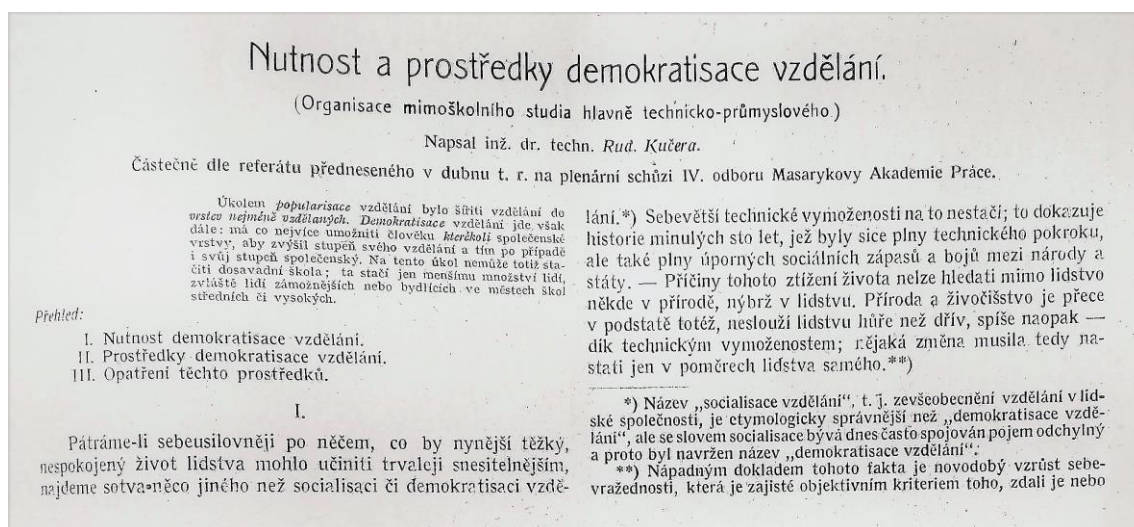 Nutnost a prostředky demokratisace vzdělání.
(Organisace mimoškolního studia hlavně technicko-průmyslového.)
Napsal inž. dr. techn. Rud. Kučera.
Částečně dle referátu předneseného v dubnu t. r. na plenární schůzi IV. odboru Masarykovy Akademie Práce.
Úkolem popularisace vzdělání bylo šířiti vzdělání do
vrstev nejméně vzdělaných. Demokratisace vzdělání jde však
dále: má co nejvíce umožniti člověku kterékoli společenské
vrstvy, aby zvýšil stupeň svého vzdělání a tím po případě
i svůj stupeň společenský. Na tento úkol nemůže totiž sta-
čiti dosavadní škola; ta stačí jen menšímu množství lidí,
zvláště lidí zámožnějších nebo bydlících ve městech škol
středních či vysokých.
Přehled:
I. Nutnost demokratisace vzdělání.
II. Prostředky demokratisace vzdělání.
III. Opatření těchto prostředků.
I.
Pátráme-li sebeusilovněji po něčem, co by nynější těžký,
nespokojený život lidstva mohlo učiniti trvaleji snesitelnějším,
najdeme sotva něco jiného než socialisaci či demokratisaci vzdě-
lání.*) Sebevětší technické vymoženosti na to nestačí; to dokazuje
historie minulých sto let, jež byly sice plny technického pokroku,
ale také plny úporných sociálních zápasů a bojů mezi národy a
státy. — Příčiny tohoto ztížení života nelze hledati mimo lidstvo
někde v přírodě, nýbrž v lidstvu. Příroda a živočišstvo je přece
v podstatě totéž, neslouží lidstvu hůře než dřív, spíše naopak —
dík technickým vymoženostem; nějaká změna musila tedy na-
stati jen v poměrech lidstva samého.**)
*) Název „socialisace vzdělání“, t. j. zevšeobecnění vzdělání v lid-
ské společnosti, je etymologicky správnější než „demokratisace vzdě-
lání“, ale se slovem socialisace bývá dnes často spojován pojem odchylný
a proto byl navržen název „demokratisace vzdělání“.
**) Nápadným dokladem tohoto fakta je novodobý vzrůst sebe-
vražednosti, která je zajisté objektivním kriteriem toho, zdali je nebo